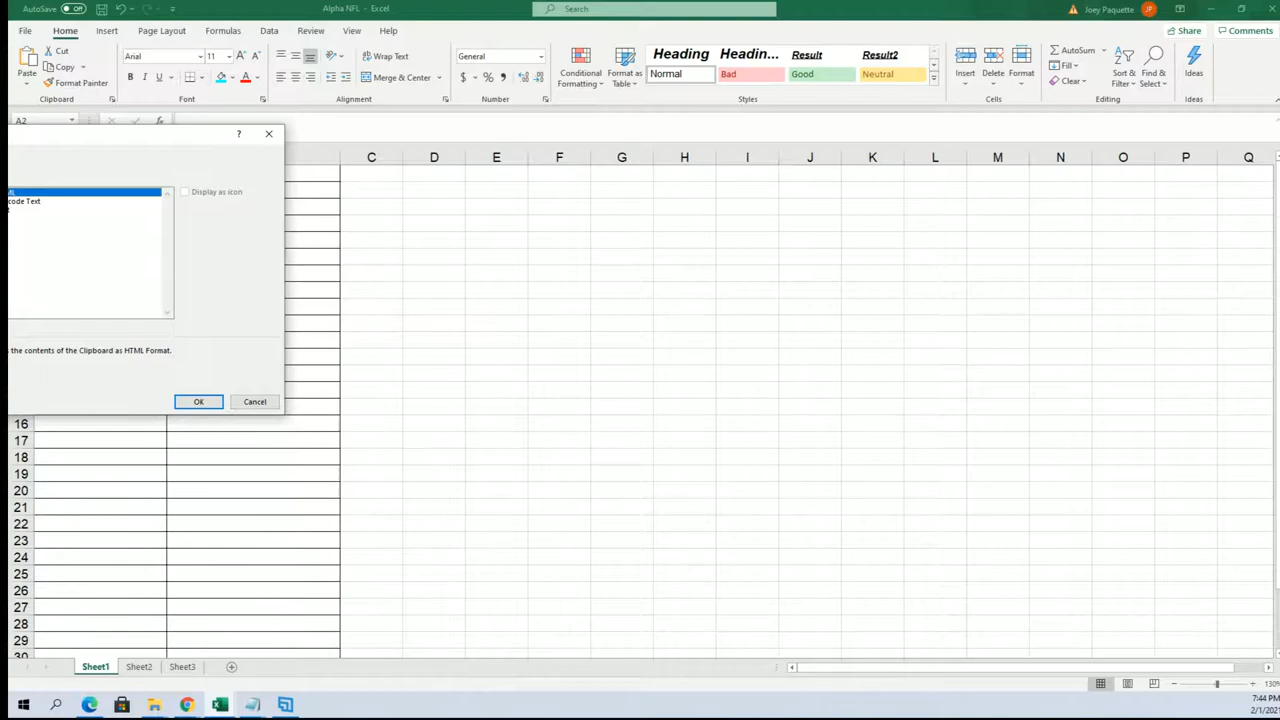 AutoSave Off Alpha NFL - Excel Search Joey Paquette JP
File Home Insert Page Layout Formulas Data Review View Help Share Comments
Paste Cut Copy Format Painter Clipboard
Arial 11 B I U A Font
Wrap Text Merge & Center Alignment
General $ % Number
Conditional Formatting Format as Table
Heading Headin... Result Result2
Normal Bad Good Neutral
Styles
Insert Delete Format Cells
AutoSum Fill Clear Sort & Filter Find & Select Editing
Ideas Ideas
A2 fx
? 
C D E F G H I J K L M N O P Q
Display as icon
code Text
s the contents of the Clipboard as HTML Format.
OK Cancel
16
17
18
19
20
21
22
23
24
25
26
27
28
29
30
Sheet1 Sheet2 Sheet3
130%
7:44 PM